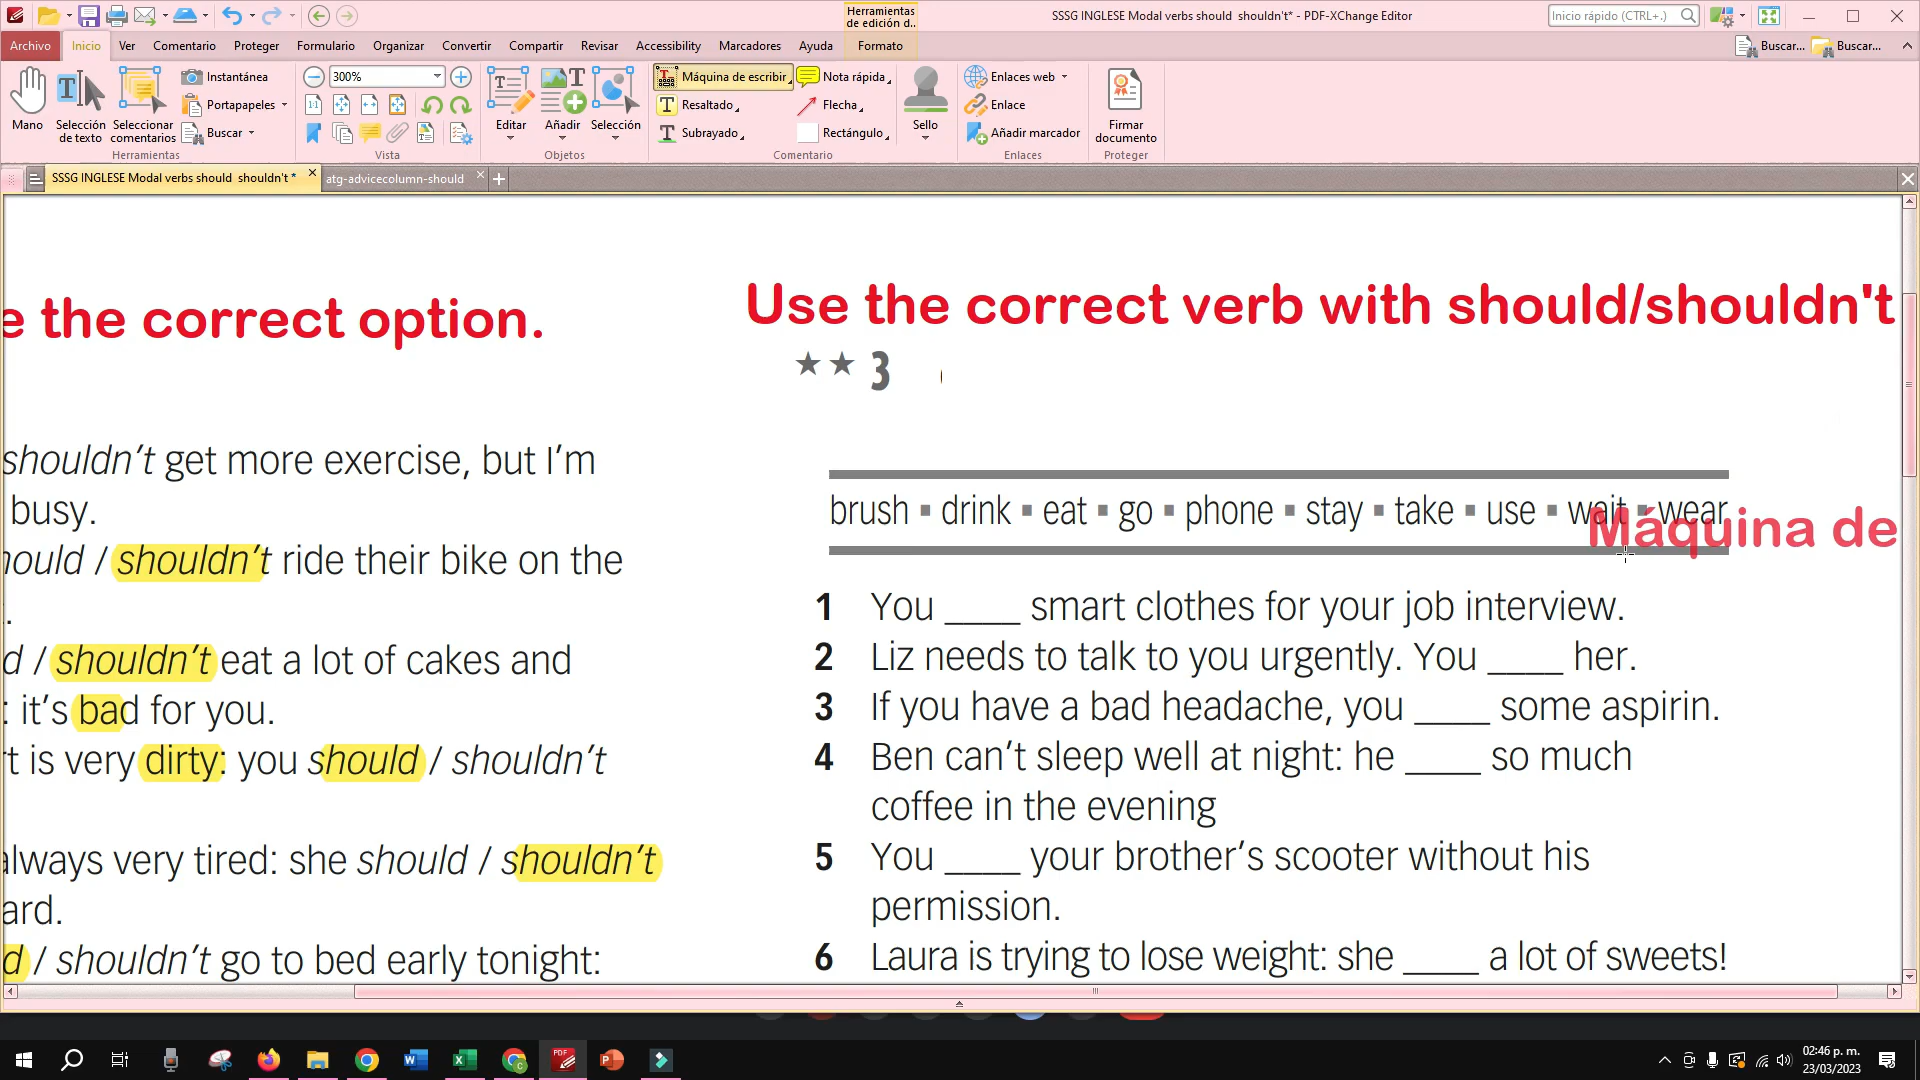 Herramientas
de edición d..
SSSG INGLESE Modal verbs should  shouldn't* - PDF-XChange Editor
Inicio rápido (CTRL+.)
Archivo Inicio Ver Comentario Proteger Formulario Organizar Convertir Compartir Revisar Accessibility Marcadores Ayuda Formato Buscar... Buscar...
Mano
Selección
de texto
Seleccionar
comentarios
Instantánea
Portapapeles
Buscar
Herramientas
300%
Vista
Editar
Añadir
Selección
Objetos
Máquina de escribir
Resaltado
Subrayado
Nota rápida
Flecha
Rectángulo
Comentario
Sello
Enlaces web
Enlace
Añadir marcador
Enlaces
Firmar
documento
Proteger
SSSG INGLESE Modal verbs should  shouldn't *
atg-advicecolumn-should
e the correct option.
shouldn't get more exercise, but I'm
busy.
hould / shouldn't ride their bike on the
.
d / shouldn't eat a lot of cakes and
: it's bad for you.
t is very dirty: you should / shouldn't
always very tired: she should / shouldn't
ard.
d / shouldn't go to bed early tonight:
Use the correct verb with should/shouldn't
★★ 3
brush ▪ drink ▪ eat ▪ go ▪ phone ▪ stay ▪ take ▪ use ▪ wait ▪ wear
Máquina de
1 You ____ smart clothes for your job interview.
2 Liz needs to talk to you urgently. You ____ her.
3 If you have a bad headache, you ____ some aspirin.
4 Ben can't sleep well at night: he ____ so much
coffee in the evening
5 You ____ your brother's scooter without his
permission.
6 Laura is trying to lose weight: she ____ a lot of sweets!
02:46 p. m.
23/03/2023